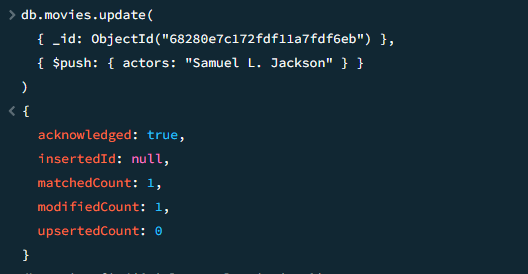 > db.movies.update(
{ _id: ObjectId("68280e7c172fdf11a7fdf6eb") },
{ $push: { actors: "Samuel L. Jackson" } }
)
< {
acknowledged: true,
insertedId: null,
matchedCount: 1,
modifiedCount: 1,
upsertedCount: 0
}